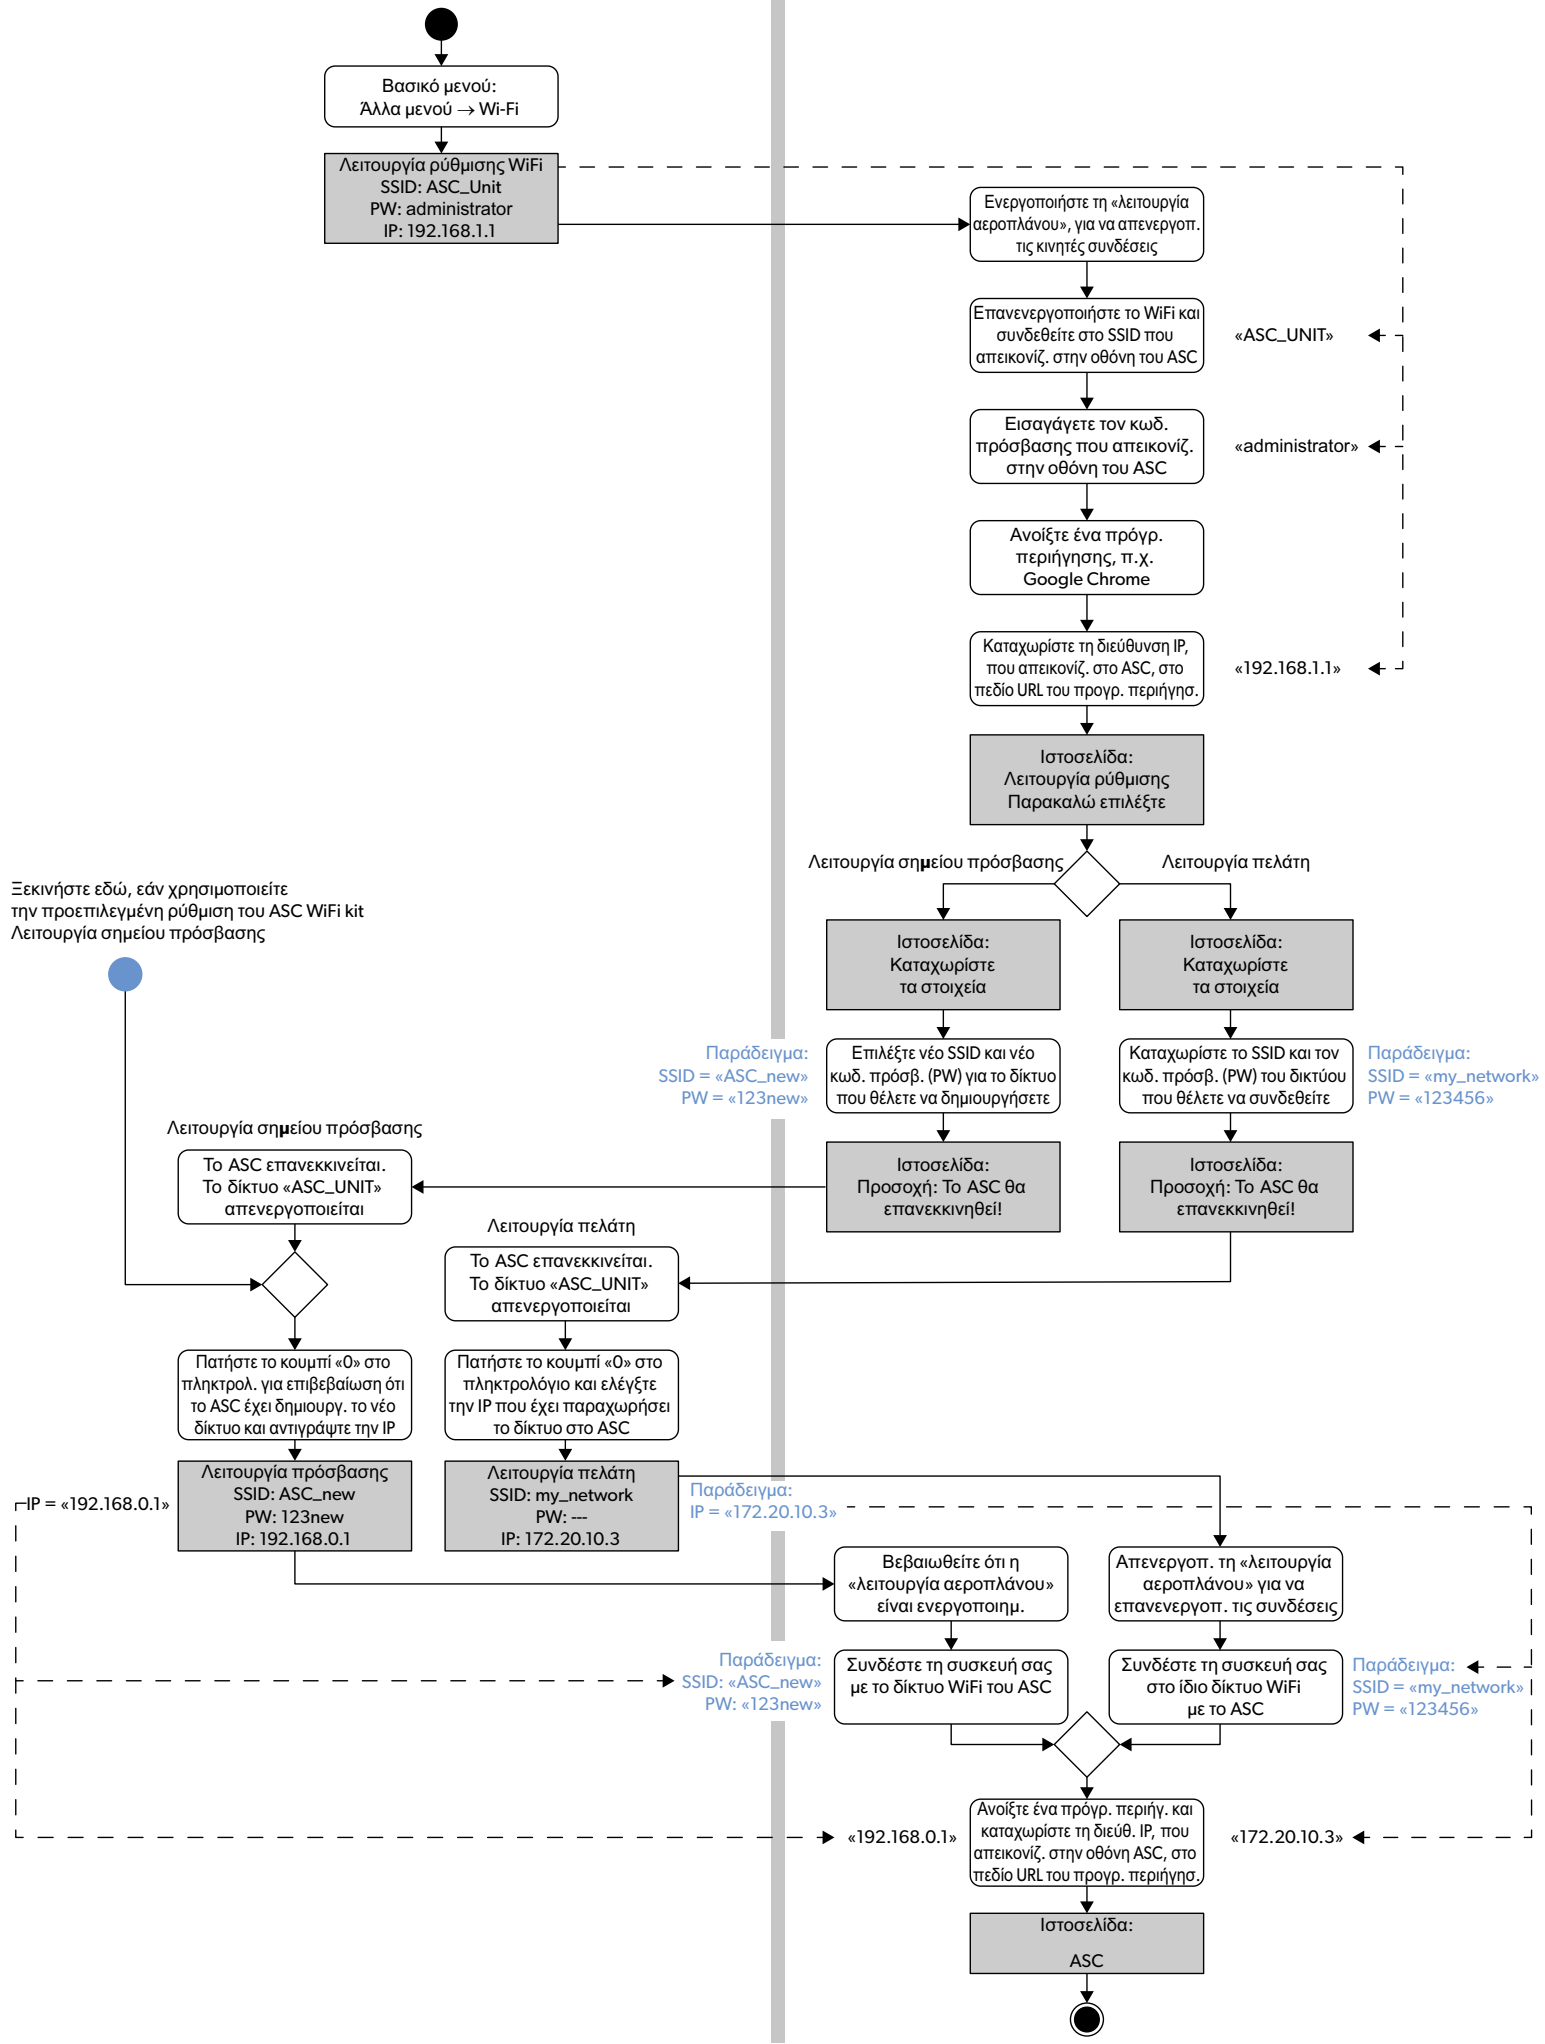 Βασικό μενού:
Άλλα μενού → Wi-Fi
Λειτουργία ρύθμισης WiFi
SSID: ASC_Unit
PW: administrator
IP: 192.168.1.1
Ενεργοποιήστε τη «λειτουργία
αεροπλάνου», για να απενεργοπ.
τις κινητές συνδέσεις
Επανενεργοποιήστε το WiFi και
συνδεθείτε στο SSID που
απεικονίζ. στην οθόνη του ASC
«ASC_UNIT»
Εισαγάγετε τον κωδ.
πρόσβασης που απεικονίζ.
στην οθόνη του ASC
«administrator»
Ανοίξτε ένα πρόγρ.
περιήγησης, π.χ.
Google Chrome
Καταχωρίστε τη διεύθυνση IP,
που απεικονίζ. στο ASC, στο
πεδίο URL του προγρ. περιήγησ.
«192.168.1.1»
Ιστοσελίδα:
Λειτουργία ρύθμισης
Παρακαλώ επιλέξτε
Λειτουργία σημείου πρόσβασης
Λειτουργία πελάτη
Ξεκινήστε εδώ, εάν χρησιμοποιείτε
την προεπιλεγμένη ρύθμιση του ASC WiFi kit
Λειτουργία σημείου πρόσβασης
Ιστοσελίδα:
Καταχωρίστε
τα στοιχεία
Ιστοσελίδα:
Καταχωρίστε
τα στοιχεία
Παράδειγμα:
SSID = «ASC_new»
PW = «123new»
Επιλέξτε νέο SSID και νέο
κωδ. πρόσβ. (PW) για το δίκτυο
που θέλετε να δημιουργήσετε
Καταχωρίστε το SSID και τον
κωδ. πρόσβ. (PW) του δικτύου
που θέλετε να συνδεθείτε
Παράδειγμα:
SSID = «my_network»
PW = «123456»
Λειτουργία σημείου πρόσβασης
Το ASC επανεκκινείται.
Το δίκτυο «ASC_UNIT»
απενεργοποιείται
Ιστοσελίδα:
Προσοχή: Το ASC θα
επανεκκινηθεί!
Ιστοσελίδα:
Προσοχή: Το ASC θα
επανεκκινηθεί!
Λειτουργία πελάτη
Το ASC επανεκκινείται.
Το δίκτυο «ASC_UNIT»
απενεργοποιείται
Πατήστε το κουμπί «0» στο
πληκτρολ. για επιβεβαίωση ότι
το ASC έχει δημιουργ. το νέο
δίκτυο και αντιγράψτε την IP
Πατήστε το κουμπί «0» στο
πληκτρολόγιο και ελέγξτε
την IP που έχει παραχωρήσει
το δίκτυο στο ASC
IP = «192.168.0.1»
Λειτουργία πρόσβασης
SSID: ASC_new
PW: 123new
IP: 192.168.0.1
Λειτουργία πελάτη
SSID: my_network
PW: ---
IP: 172.20.10.3
Παράδειγμα:
IP = «172.20.10.3»
Βεβαιωθείτε ότι η
«λειτουργία αεροπλάνου»
είναι ενεργοποιημ.
Απενεργοπ. τη «λειτουργία
αεροπλάνου» για να
επανενεργοπ. τις συνδέσεις
Παράδειγμα:
SSID: «ASC_new»
PW: «123new»
Συνδέστε τη συσκευή σας
με το δίκτυο WiFi του ASC
Συνδέστε τη συσκευή σας
στο ίδιο δίκτυο WiFi
με το ASC
Παράδειγμα:
SSID = «my_network»
PW = «123456»
«192.168.0.1»
Ανοίξτε ένα πρόγρ. περιήγ. και
καταχωρίστε τη διεύθ. IP, που
απεικονίζ. στην οθόνη ASC, στο
πεδίο URL του προγρ. περιήγησ.
«172.20.10.3»
Ιστοσελίδα:
ASC